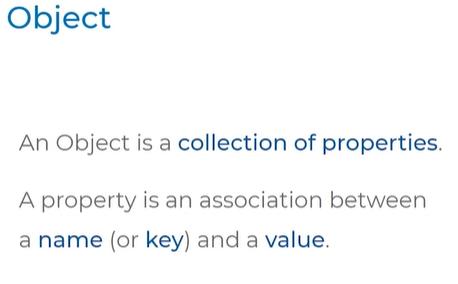 Object
An Object is a collection of properties.
A property is an association between
a name (or key) and a value.